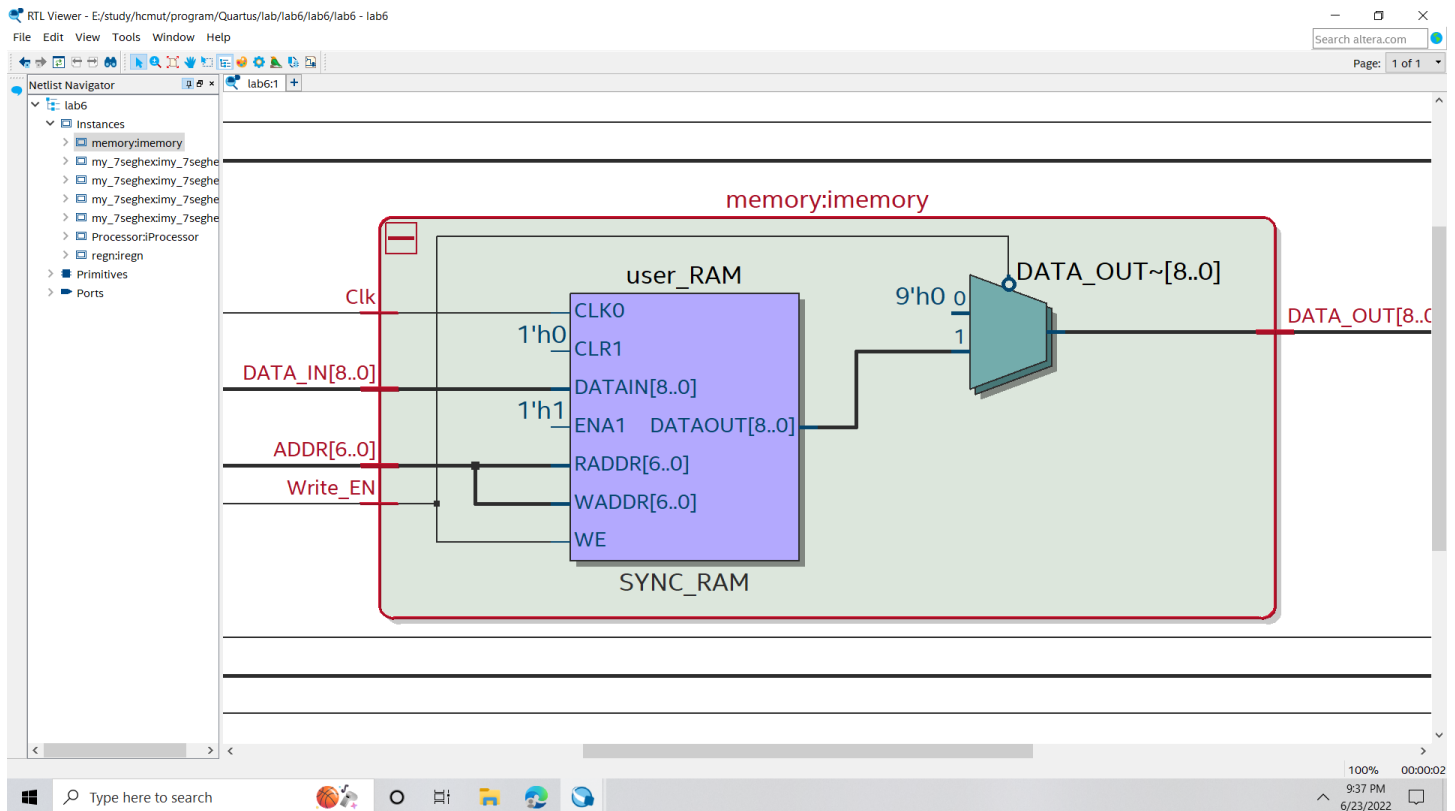 RTL Viewer - E:/study/hcmut/program/Quartus/lab/lab6/lab6/lab6 - lab6
File Edit View Tools Window Help
Search altera.com
Page: 1 of 1
Netlist Navigator
lab6:1
lab6
Instances
memory:imemory
my_7seghex:imy_7seghe
my_7seghex:imy_7seghe
my_7seghex:imy_7seghe
my_7seghex:imy_7seghe
Processor:iProcessor
regn:iregn
Primitives
Ports
memory:imemory
user_RAM
DATA_OUT~[8..0]
9'h0 0
1
Clk
CLK0
1'h0
CLR1
DATA_IN[8..0]
DATAIN[8..0]
1'h1
ENA1 DATAOUT[8..0]
ADDR[6..0]
RADDR[6..0]
Write_EN
WADDR[6..0]
WE
SYNC_RAM
DATA_OUT[8..0
100% 00:00:02
Type here to search
9:37 PM
6/23/2022